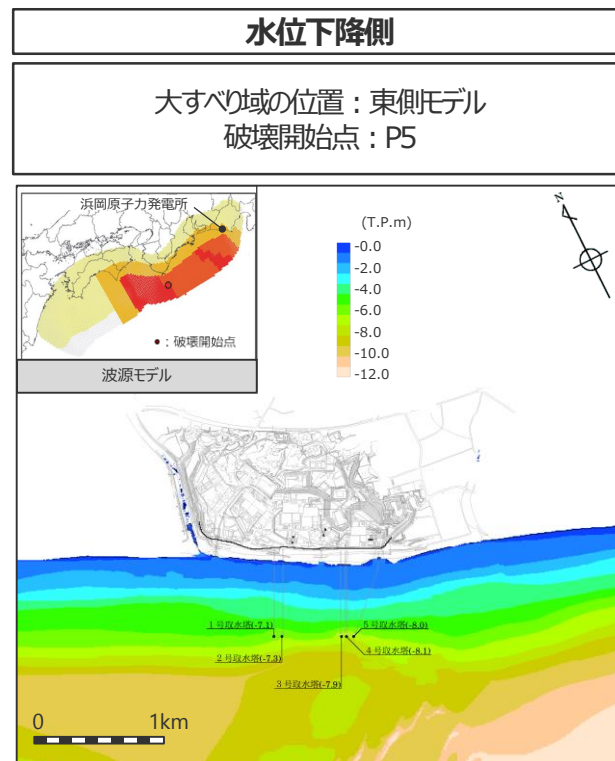 水位下降側
大すべり域の位置：東側モデル
破壊開始点：P5
浜岡原子力発電所
●：破壊開始点
波源モデル
(T.P.m)
-0.0
-2.0
-4.0
-6.0
-8.0
-10.0
-12.0
N
1号取水塔(-7.1)
5号取水塔(-8.0)
2号取水塔(-7.3)
4号取水塔(-8.1)
3号取水塔(-7.9)
0 1km